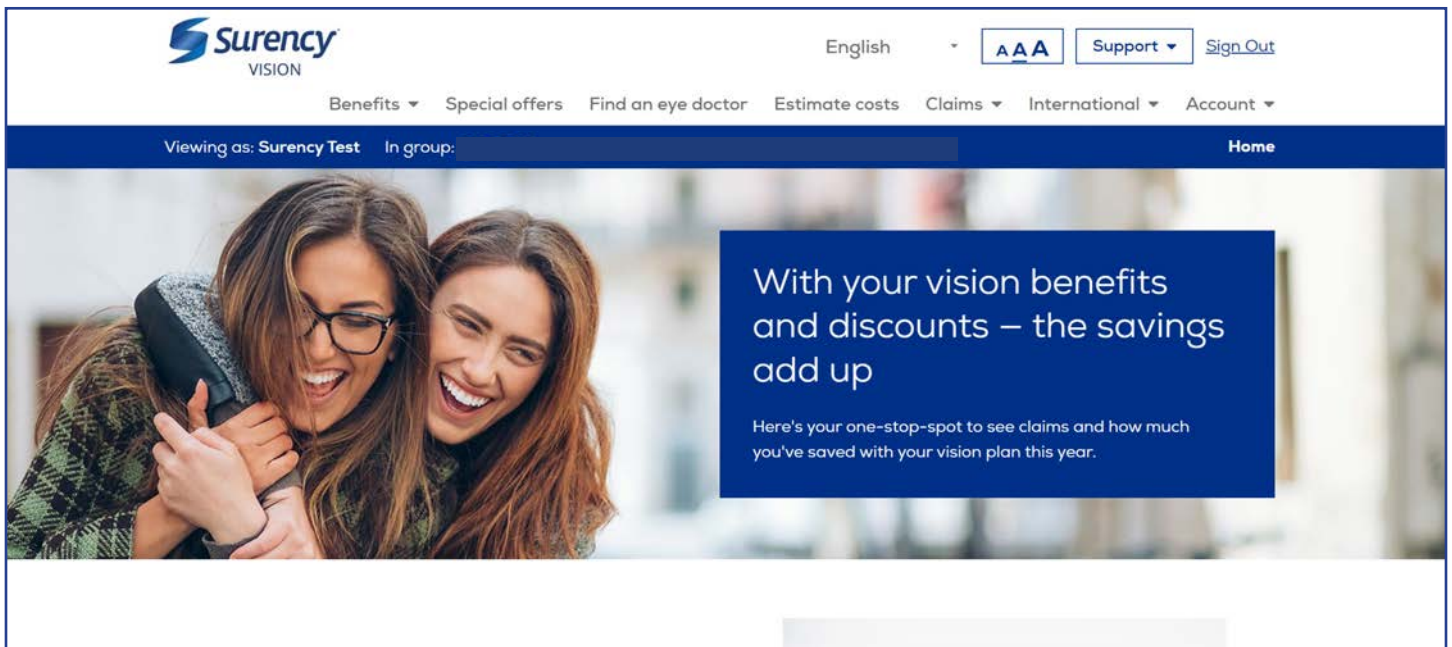 Surency
VISION
English AAA Support Sign Out
Benefits Special offers Find an eye doctor Estimate costs Claims International Account
Viewing as: Surency Test In group: Home
With your vision benefits
and discounts – the savings
add up
Here's your one-stop-spot to see claims and how much
you've saved with your vision plan this year.